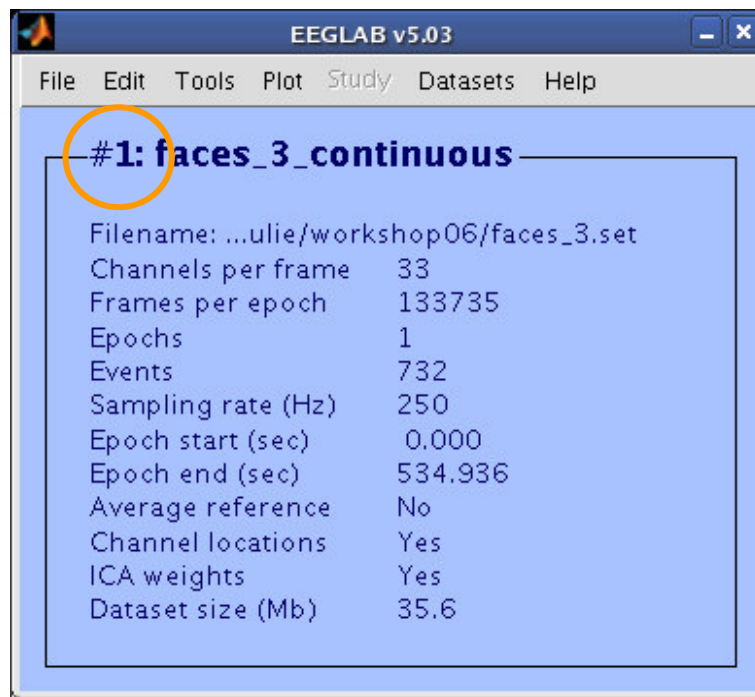 EEGLAB v5.03
File Edit Tools Plot Study Datasets Help
#1: faces_3_continuous
Filename: ...ulie/workshop06/faces_3.set
Channels per frame 33
Frames per epoch 133735
Epochs 1
Events 732
Sampling rate (Hz) 250
Epoch start (sec) 0.000
Epoch end (sec) 534.936
Average reference No
Channel locations Yes
ICA weights Yes
Dataset size (Mb) 35.6